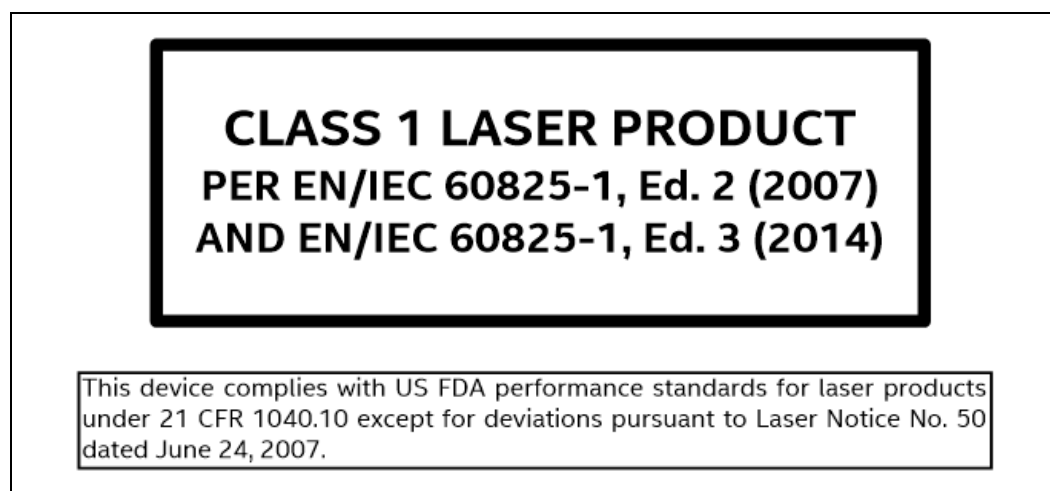 CLASS 1 LASER PRODUCT
PER EN/IEC 60825-1, Ed. 2 (2007)
AND EN/IEC 60825-1, Ed. 3 (2014)
This device complies with US FDA performance standards for laser products
under 21 CFR 1040.10 except for deviations pursuant to Laser Notice No. 50
dated June 24, 2007.